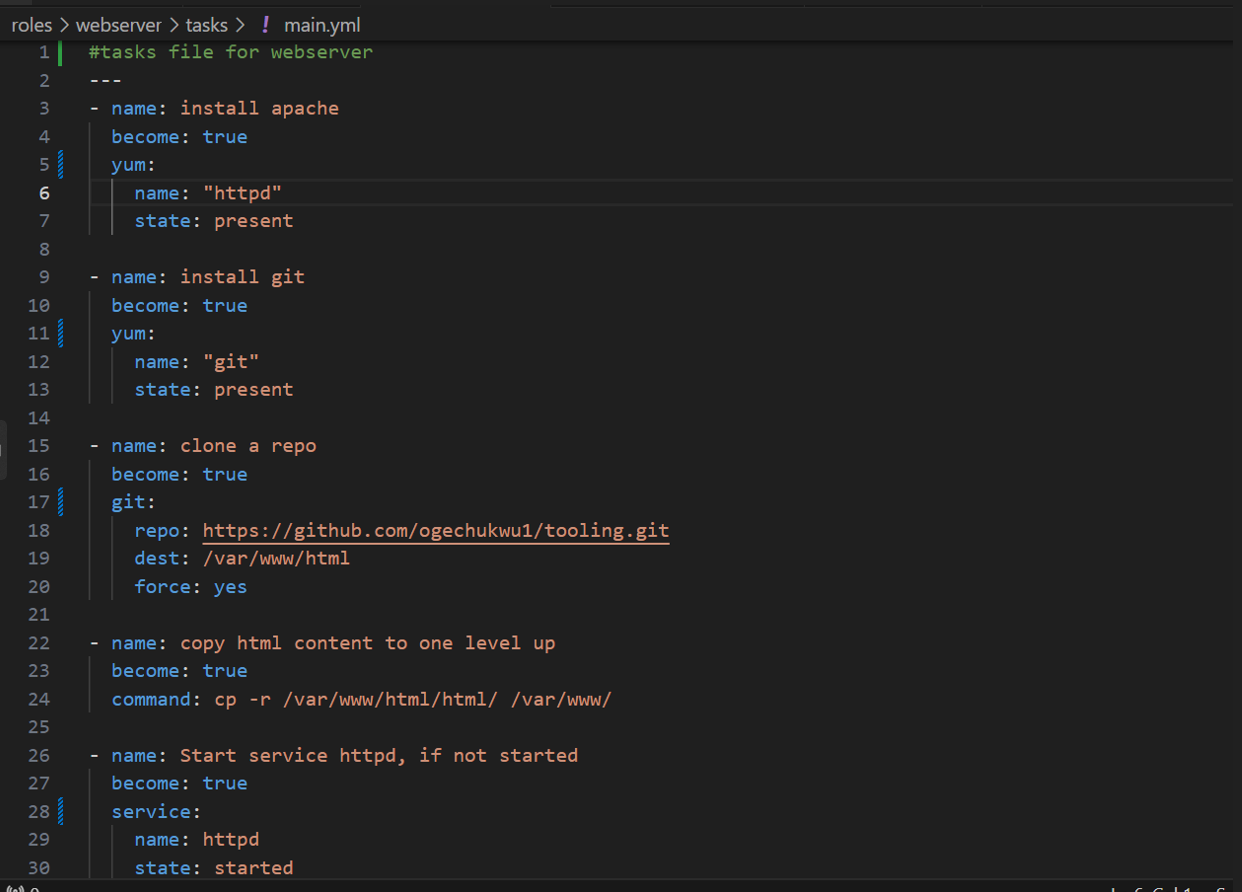 roles > webserver > tasks > ! main.yml
1 #tasks file for webserver
2 ---
3 - name: install apache
4   become: true
5   yum:
6     name: "httpd"
7     state: present
8
9 - name: install git
10   become: true
11   yum:
12     name: "git"
13     state: present
14
15 - name: clone a repo
16   become: true
17   git:
18     repo: https://github.com/ogechukwu1/tooling.git
19     dest: /var/www/html
20     force: yes
21
22 - name: copy html content to one level up
23   become: true
24   command: cp -r /var/www/html/html/ /var/www/
25
26 - name: Start service httpd, if not started
27   become: true
28   service:
29     name: httpd
30     state: started